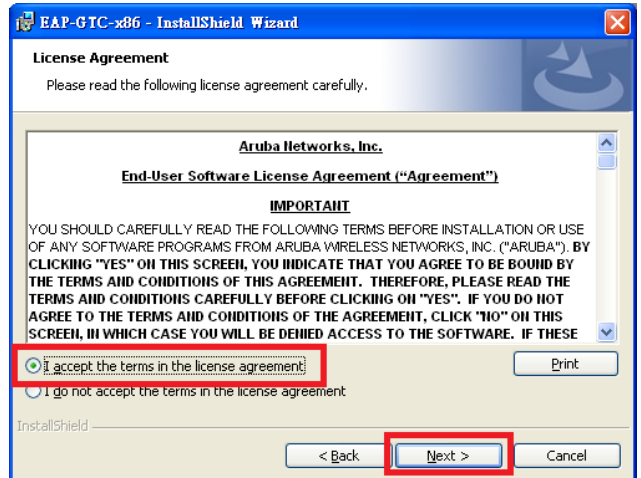 EAP-GTC-x86 - InstallShield Wizard
License Agreement
Please read the following license agreement carefully.
Aruba Networks, Inc.
End-User Software License Agreement (“Agreement”)
IMPORTANT
YOU SHOULD CAREFULLY READ THE FOLLOWING TERMS BEFORE INSTALLATION OR USE
OF ANY SOFTWARE PROGRAMS FROM ARUBA WIRELESS NETWORKS, INC. ("ARUBA"). BY
CLICKING "YES" ON THIS SCREEN, YOU INDICATE THAT YOU AGREE TO BE BOUND BY
THE TERMS AND CONDITIONS OF THIS AGREEMENT. THEREFORE, PLEASE READ THE
TERMS AND CONDITIONS CAREFULLY BEFORE CLICKING ON "YES". IF YOU DO NOT
AGREE TO THE TERMS AND CONDITIONS OF THE AGREEMENT, CLICK "NO" ON THIS
SCREEN, IN WHICH CASE YOU WILL BE DENIED ACCESS TO THE SOFTWARE. IF THESE
I accept the terms in the license agreement
Print
I do not accept the terms in the license agreement
InstallShield
< Back
Next >
Cancel